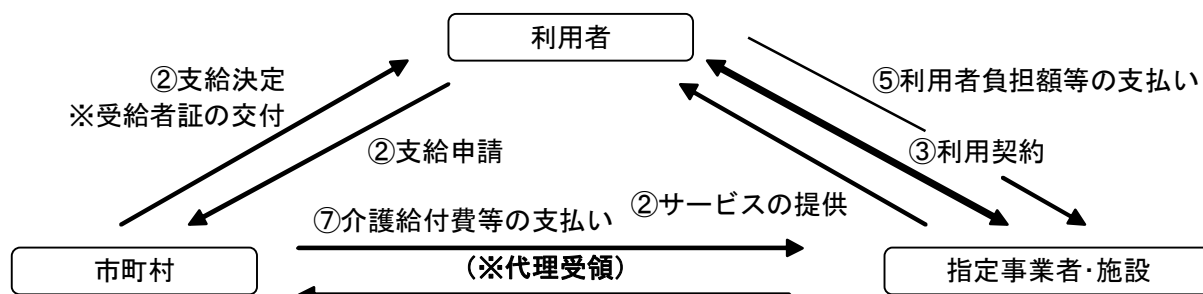 利用者
②支給決定
※受給者証の交付
⑤利用者負担額等の支払い
②支給申請
③利用契約
②サービスの提供
⑦介護給付費等の支払い
市町村
(※代理受領)
指定事業者・施設